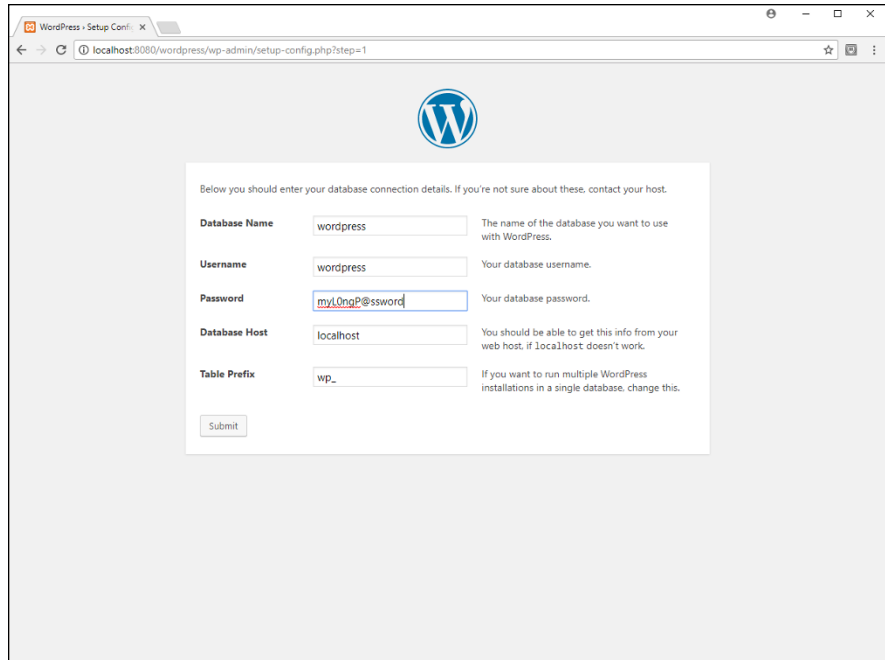 WordPress › Setup Confi
localhost:8080/wordpress/wp-admin/setup-config.php?step=1
Below you should enter your database connection details. If you're not sure about these, contact your host.
Database Name wordpress The name of the database you want to use
with WordPress.
Username wordpress Your database username.
Password myL0ngP@ssword Your database password.
Database Host localhost You should be able to get this info from your
web host, if localhost doesn't work.
Table Prefix wp_ If you want to run multiple WordPress
installations in a single database, change this.
Submit